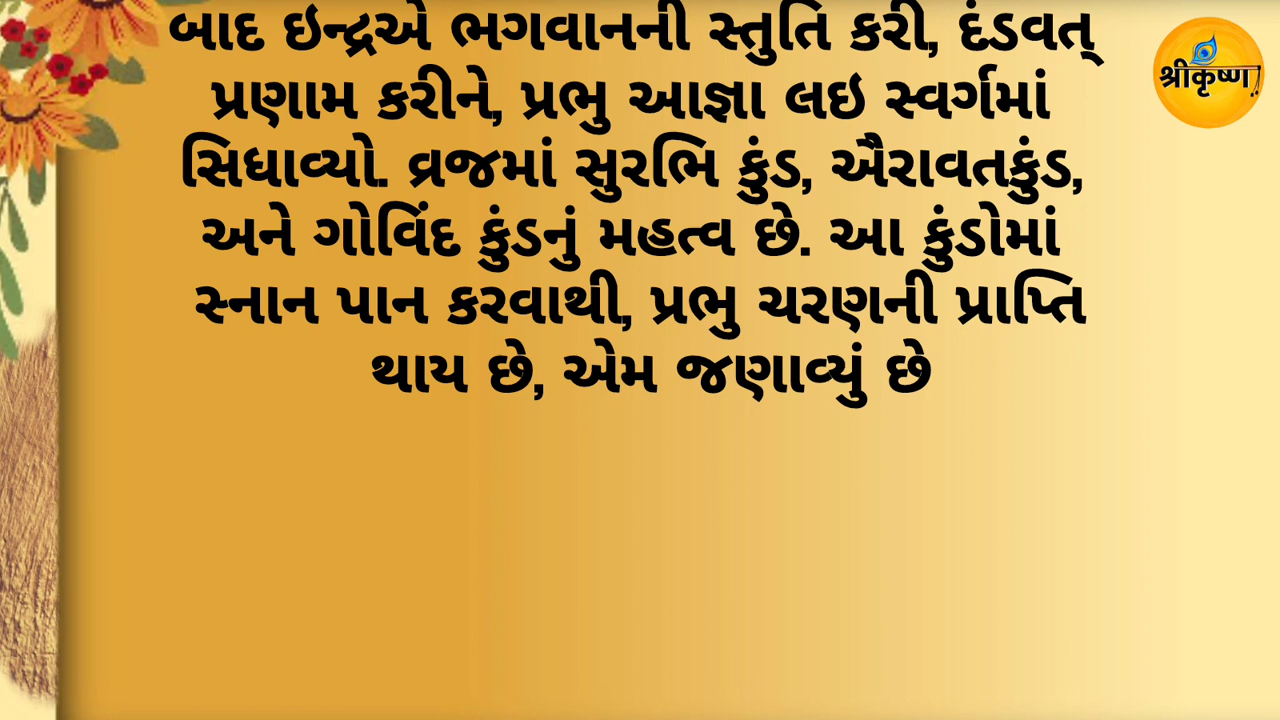 બાદ ઇન્દ્રએ ભગવાનની સ્તુતિ કરી, દંડવત્
પ્રણામ કરીને, પ્રભુ આજ્ઞા લઇ સ્વર્ગમાં
સિધાવ્યો. વ્રજમાં સુરભિ કુંડ, ઐરાવતકુંડ,
અને ગોવિંદ કુંડનું મહત્વ છે. આ કુંડોમાં
સ્નાન પાન કરવાથી, પ્રભુ ચરણની પ્રાપ્તિ
થાય છે, એમ જણાવ્યું છે
श्रीकृष्णा